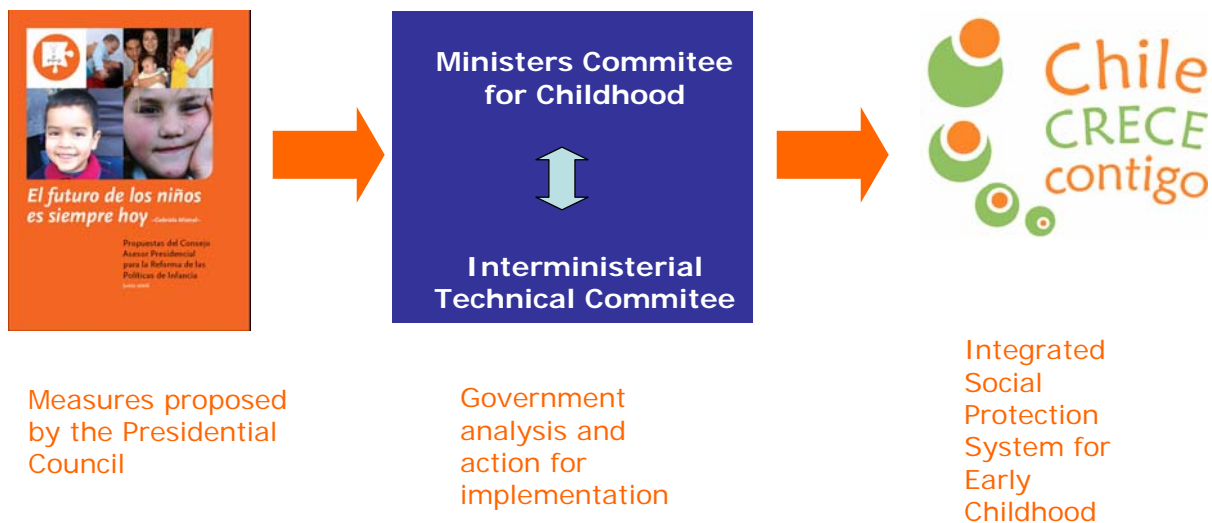 El futuro de los niños
es siempre hoy –Gabriela Mistral–
Propuestas del Consejo
Asesor Presidencial
para la Reforma de las
Políticas de Infancia
Ministers Commitee
for Childhood
Interministerial
Technical Commitee
Chile
CRECE
contigo
Measures proposed
by the Presidential
Council
Government
analysis and
action for
implementation
Integrated
Social
Protection
System for
Early
Childhood